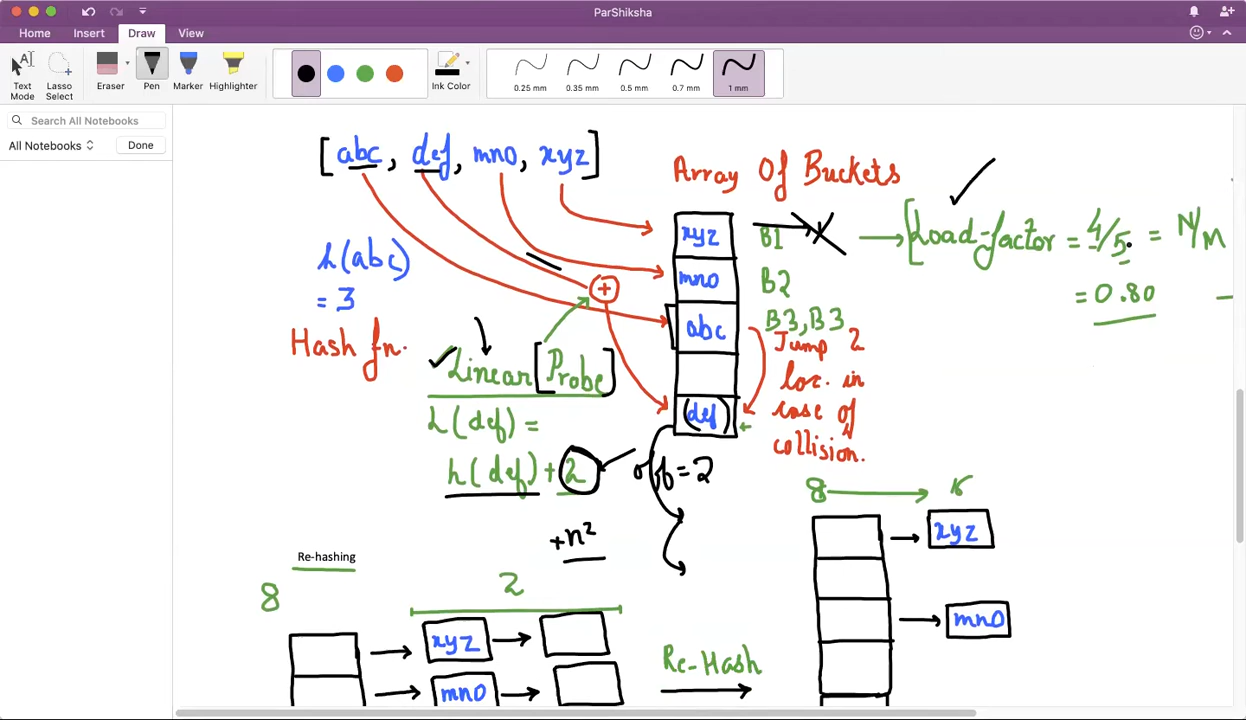 ParShiksha
Home Insert Draw View
Text Mode
Lasso Select
Eraser
Pen
Marker
Highlighter
Ink Color
0.25 mm
0.35 mm
0.5 mm
0.7 mm
1 mm
Search All Notebooks
All Notebooks
Done
[abc, def, mno, xyz]
Array Of Buckets
h(abc)
= 3
Hash fn.
xyz
mno
abc
(def)
B1
B2
B3, B3
Jump 2
loc. in
case of
collision.
[Load-factor = 4/5 = N/M
= 0.80
+
Linear [Probe]
h(def) =
h(def) + 2
off = 2
+n²
Re-hashing
8
2
xyz
mno
Re-Hash
8
xyz
mno